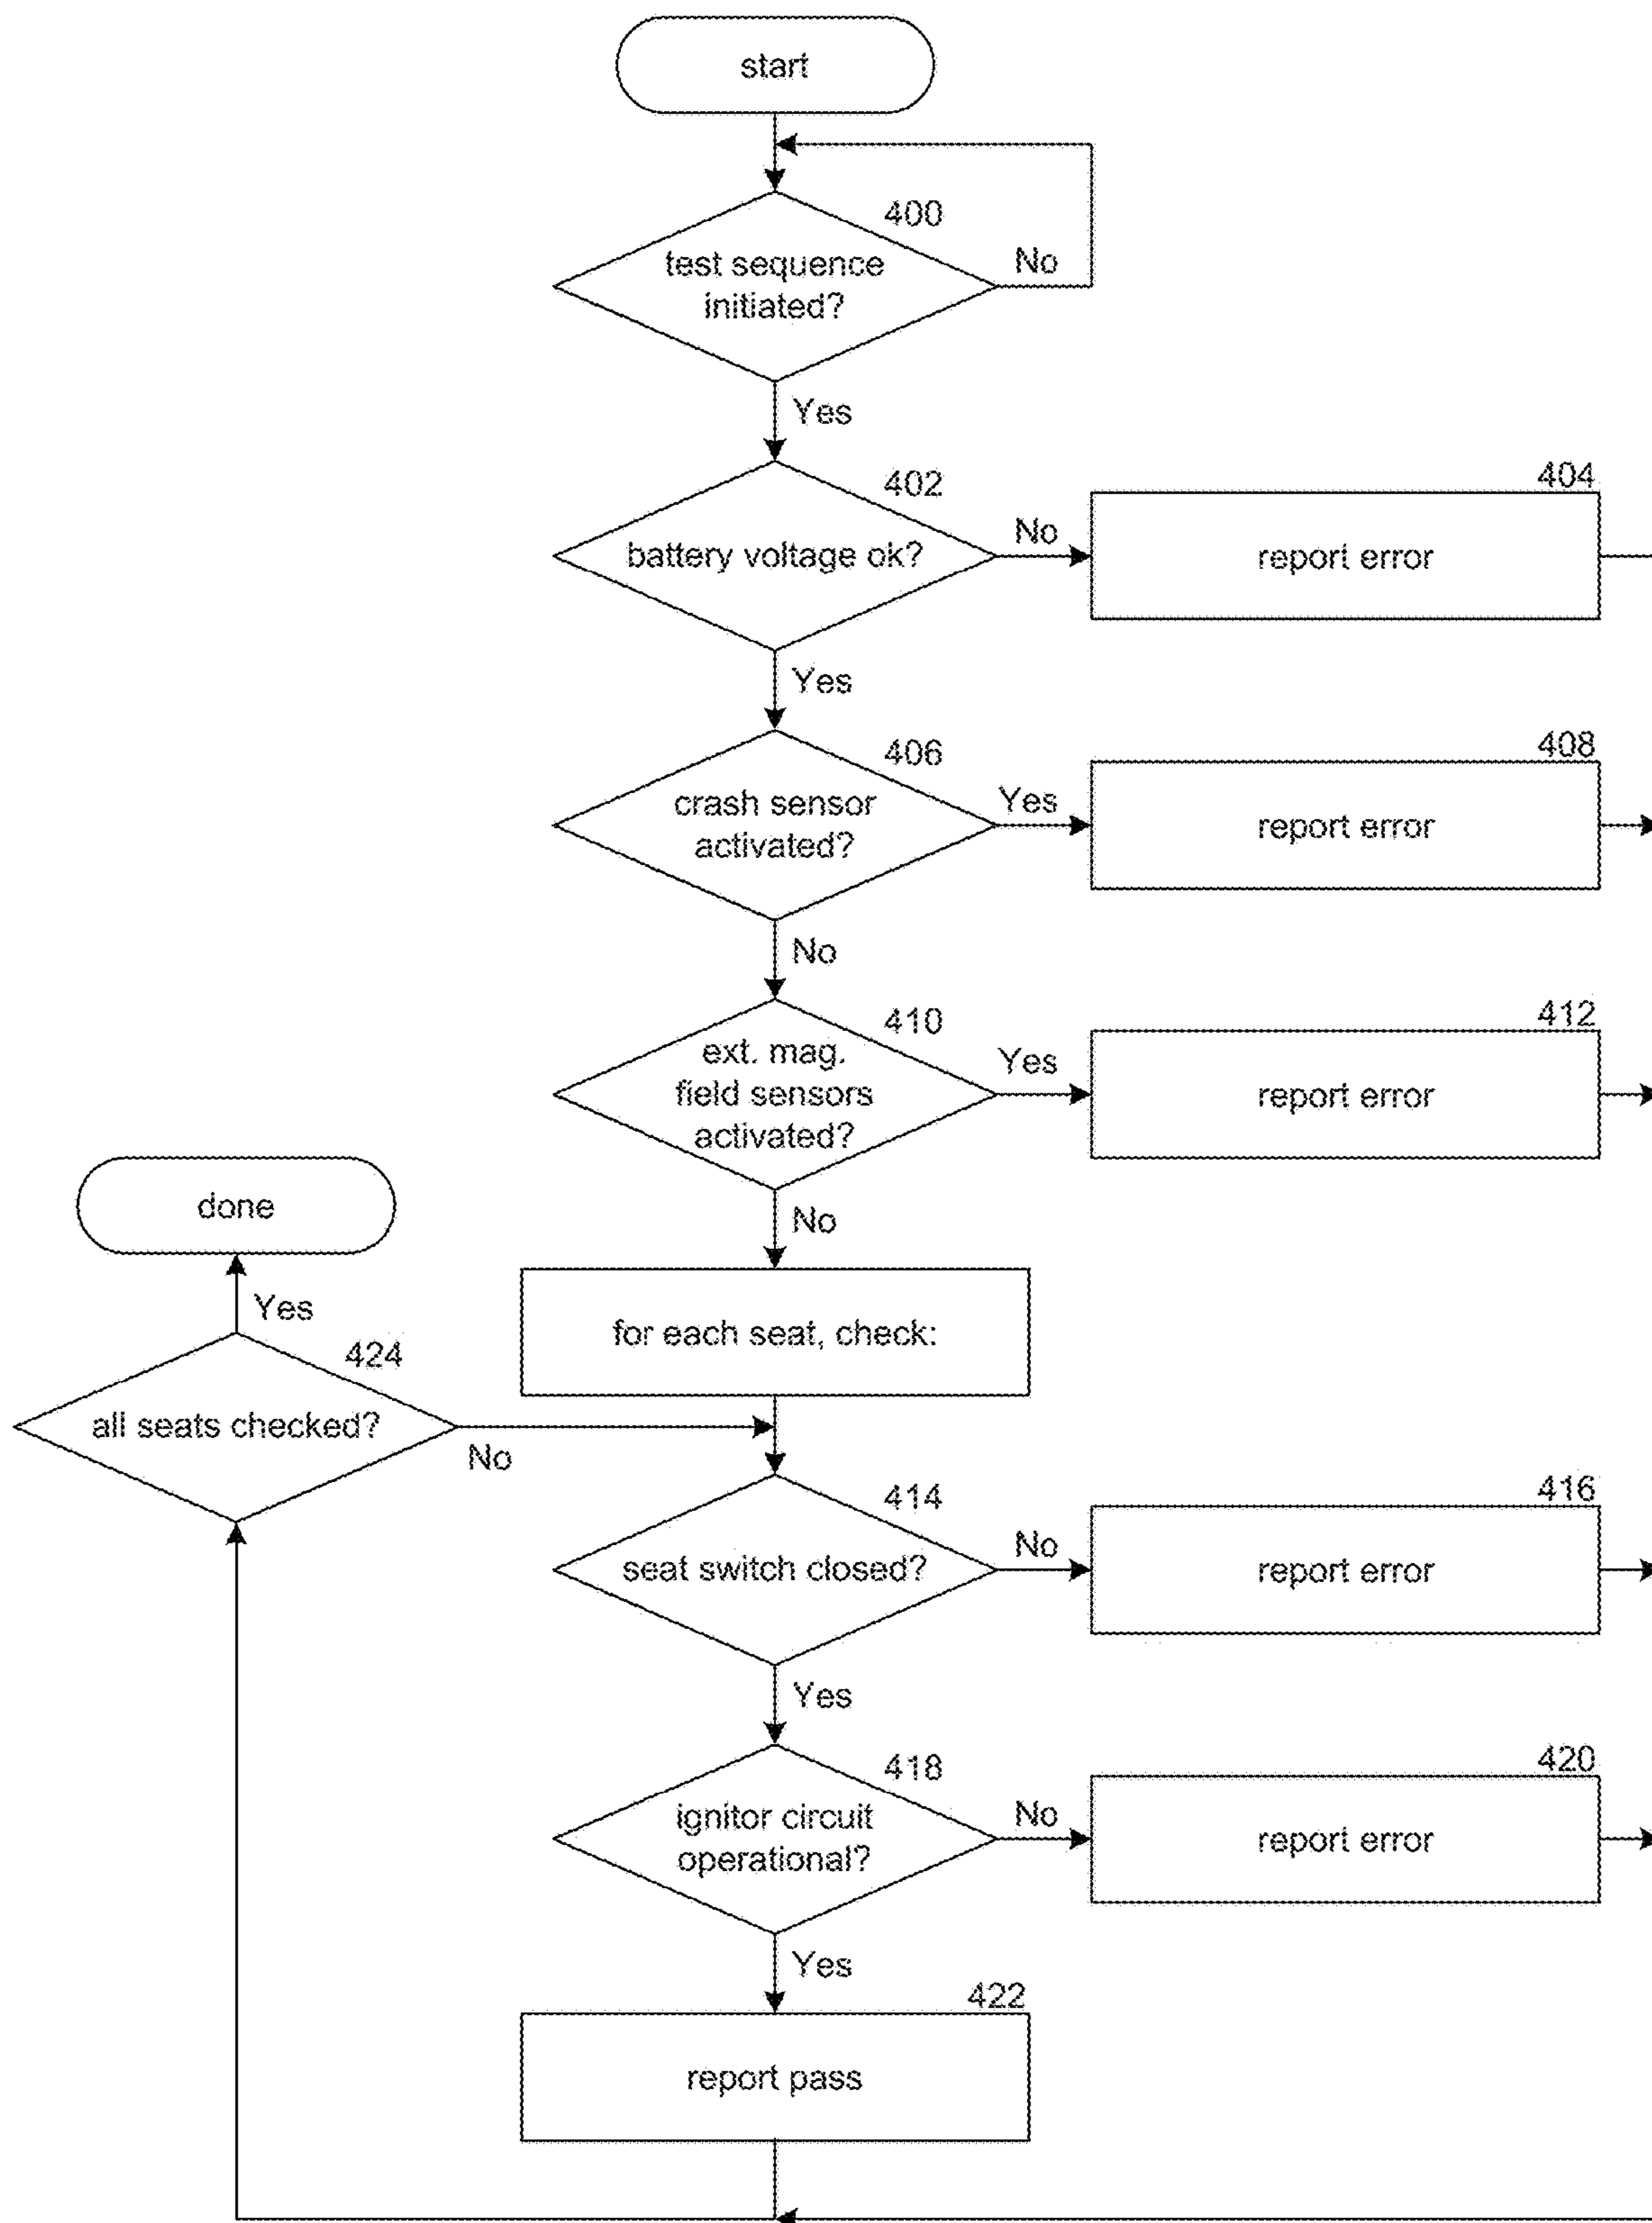 start
400
test sequence
initiated?
No
Yes
402
battery voltage ok?
No
404
report error
Yes
406
crash sensor
activated?
Yes
408
report error
No
410
ext. mag.
field sensors
activated?
Yes
412
report error
No
done
for each seat, check:
Yes
424
all seats checked?
No
414
seat switch closed?
No
416
report error
Yes
418
ignitor circuit
operational?
No
420
report error
Yes
422
report pass